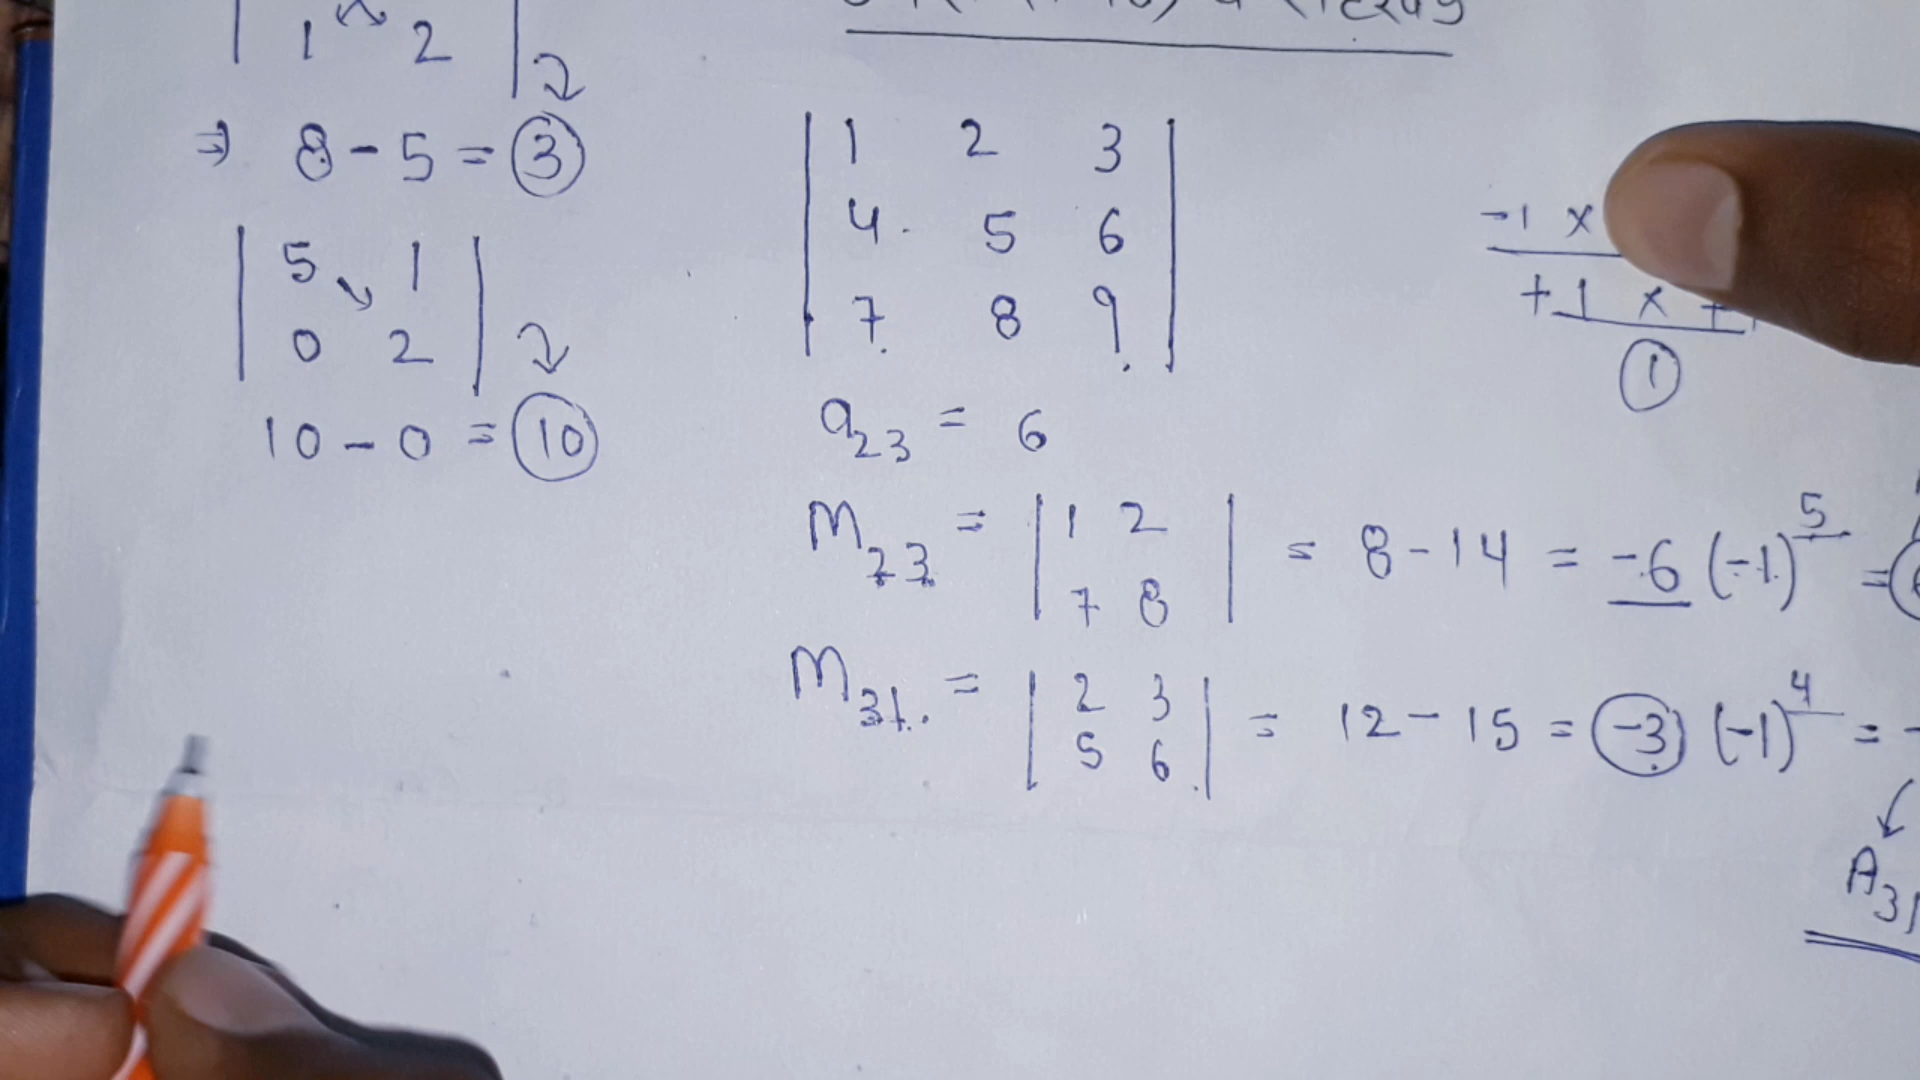 | 1 2 |
⇒ 8 - 5 = 3
| 5 1 |
| 0 2 |
10 - 0 = 10
| 1 2 3 |
| 4 5 6 |
| 7 8 9 |
a23 = 6
M23 = | 1 2 | = 8 - 14 = -6 (-1)^5 =
| 7 8 |
M31 = | 2 3 | = 12 - 15 = -3 (-1)^4 = -
| 5 6 |
A31
-1 ×
+1 ×
1